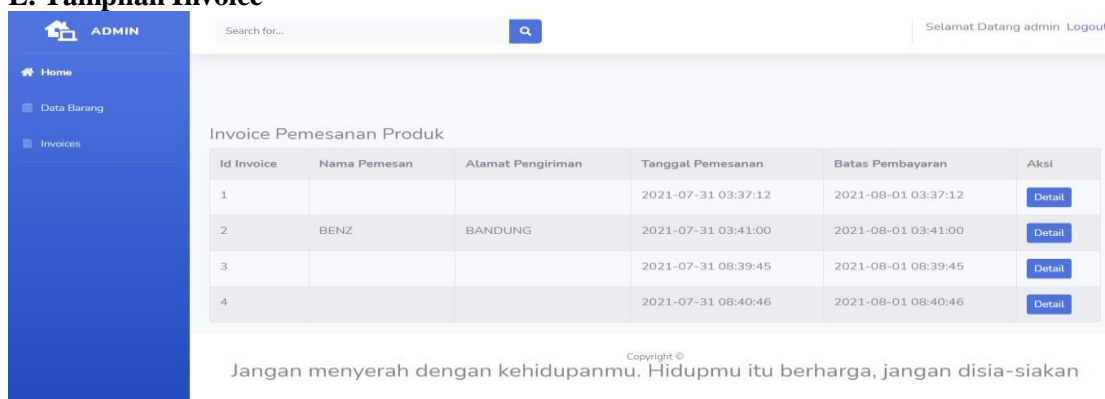 E. Tampilan Invoice
ADMIN
Search for...
Selamat Datang admin Logout
Home
Data Barang
Invoices
Invoice Pemesanan Produk
Id Invoice Nama Pemesan Alamat Pengiriman Tanggal Pemesanan Batas Pembayaran Aksi
1 2021-07-31 03:37:12 2021-08-01 03:37:12 Detail
2 BENZ BANDUNG 2021-07-31 03:41:00 2021-08-01 03:41:00 Detail
3 2021-07-31 08:39:45 2021-08-01 08:39:45 Detail
4 2021-07-31 08:40:46 2021-08-01 08:40:46 Detail
Copyright ©
Jangan menyerah dengan kehidupanmu. Hidupmu itu berharga, jangan disia-siakan